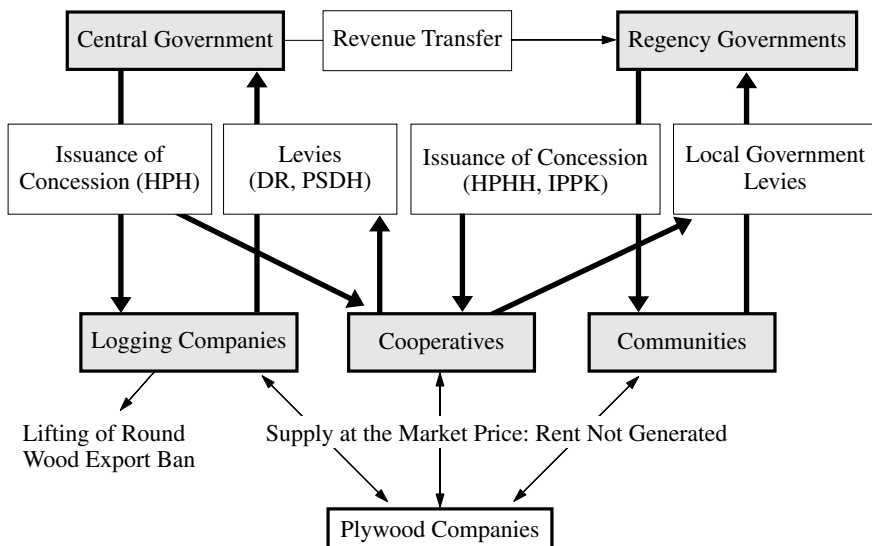 Central Government
Revenue Transfer
Regency Governments
Issuance of
Concession (HPH)
Levies
(DR, PSDH)
Issuance of Concession
(HPHH, IPPK)
Local Government
Levies
Logging Companies
Cooperatives
Communities
Lifting of Round
Wood Export Ban
Supply at the Market Price: Rent Not Generated
Plywood Companies